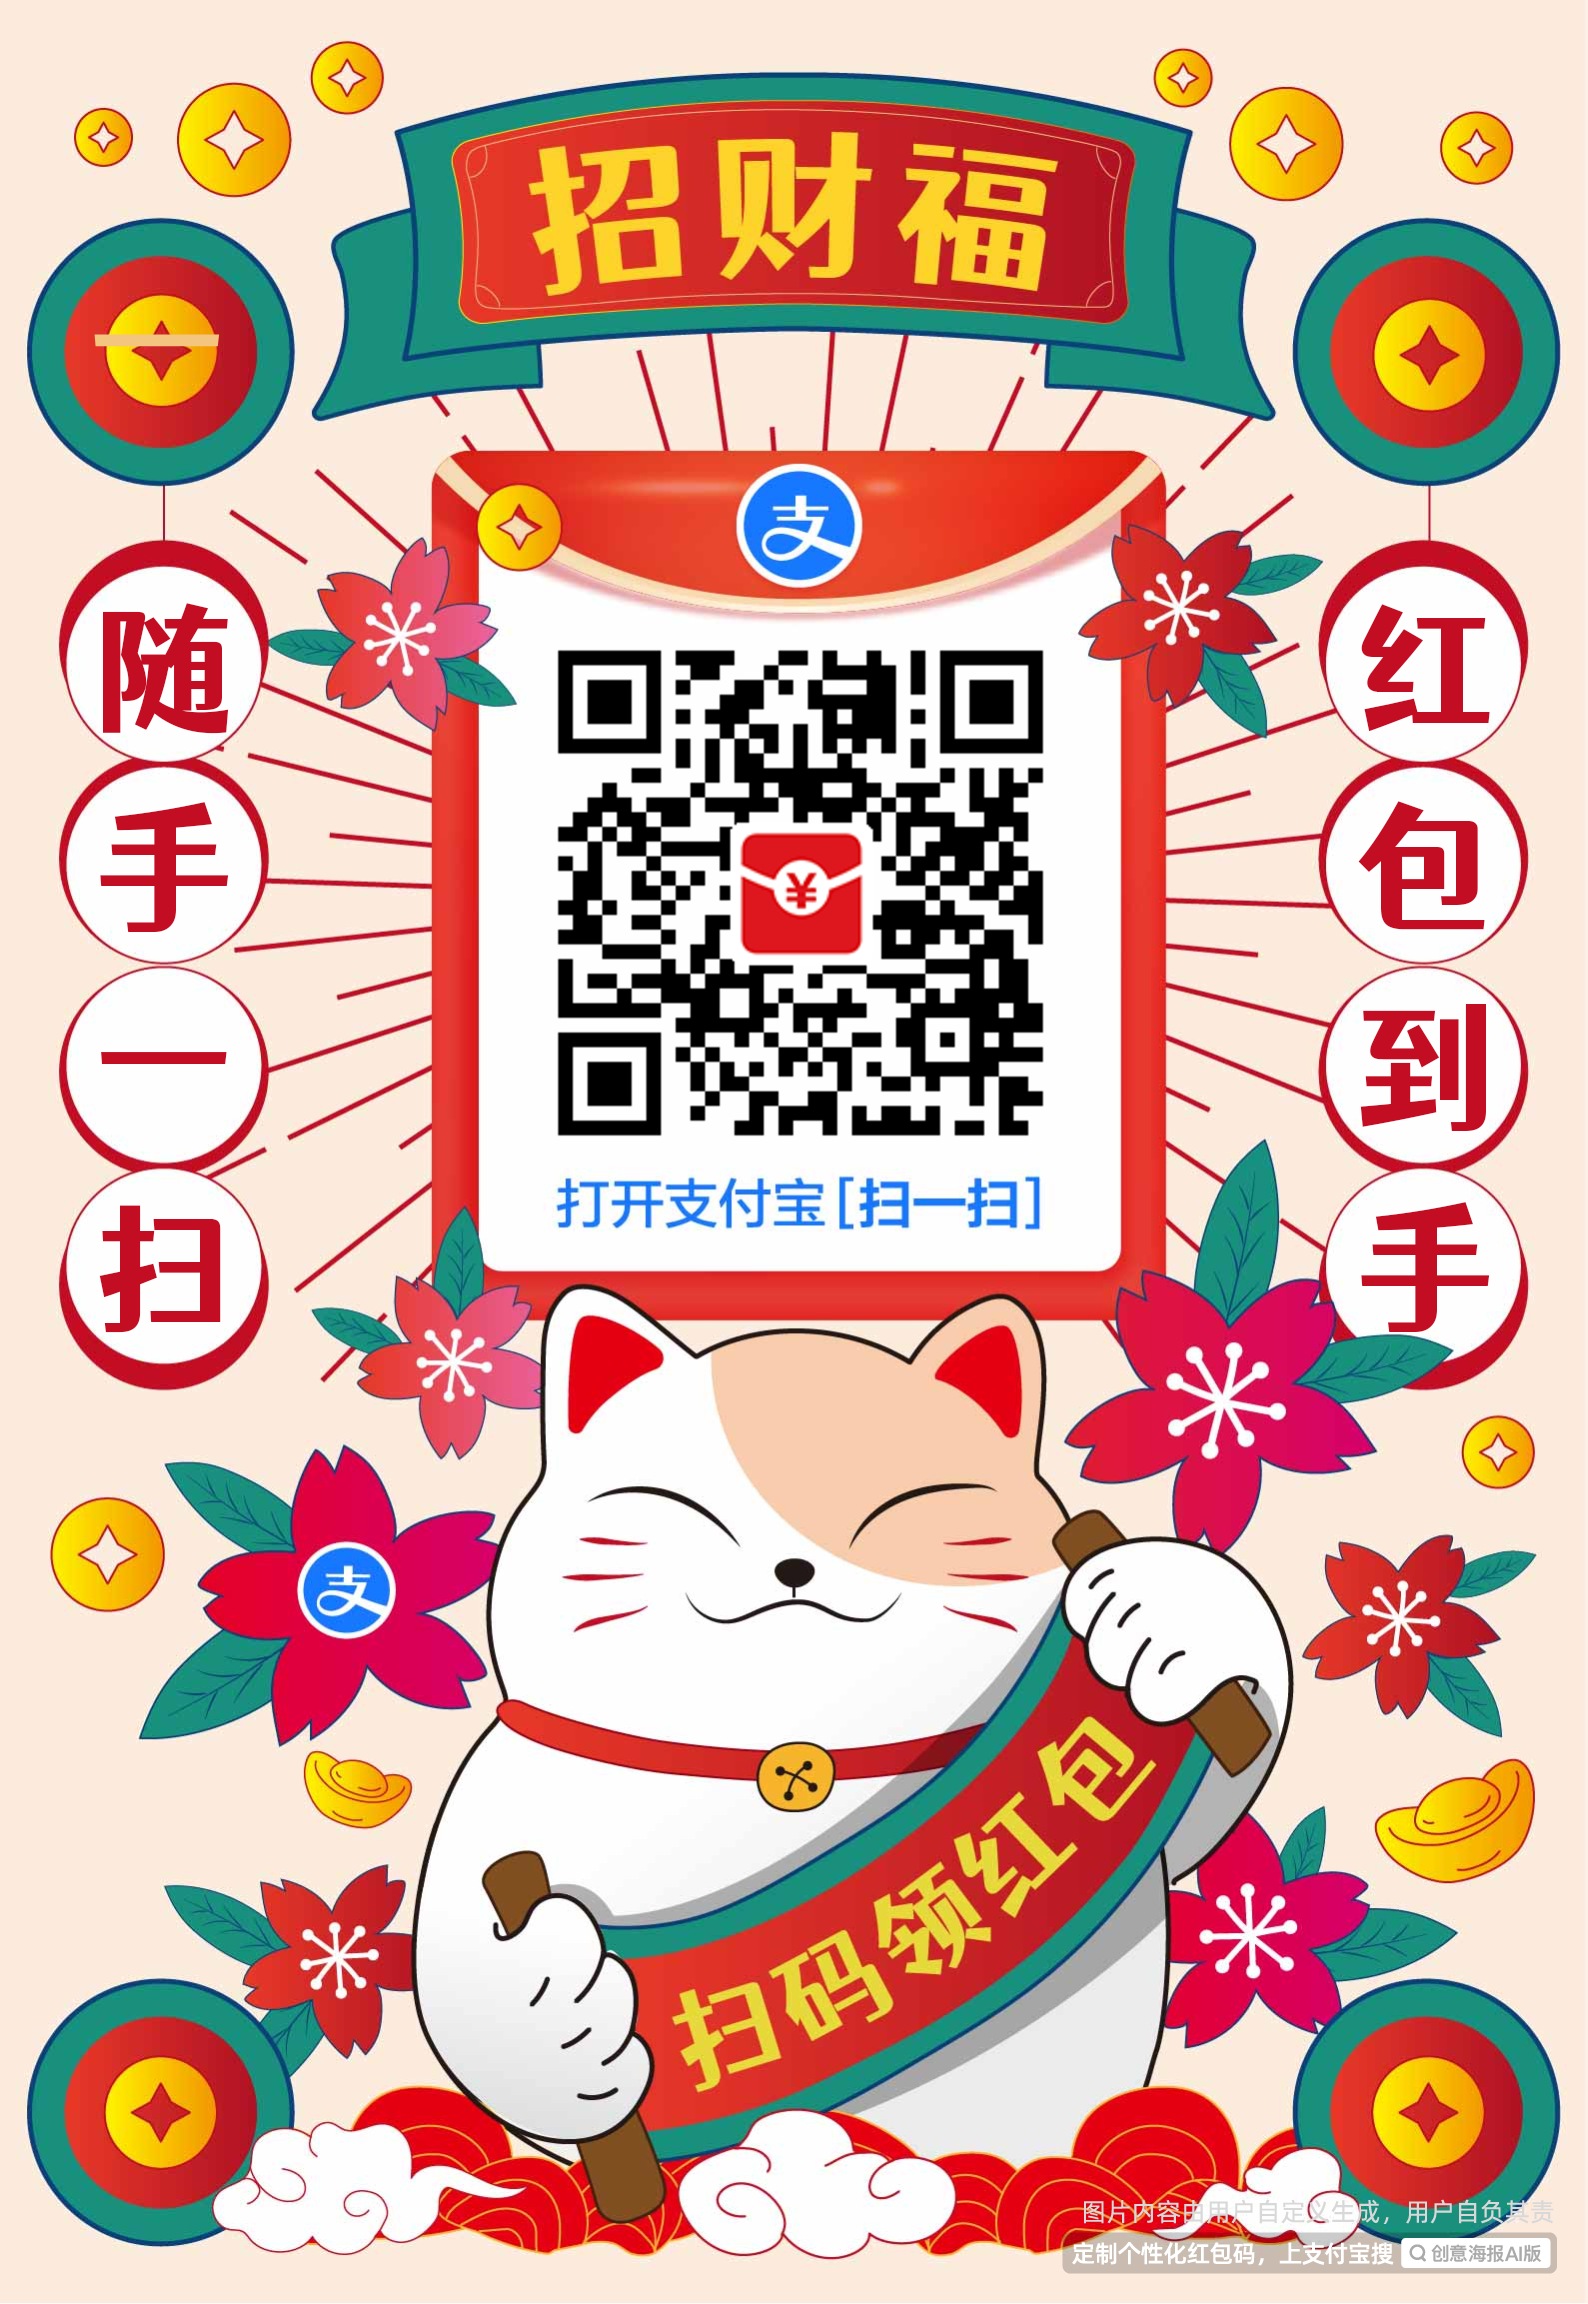 招财福
随手一扫
红包到手
支
¥
打开支付宝[扫一扫]
支
扫码领红包
图片内容由用户自定义生成，用户自负其责
定制个性化红包码，上支付宝搜 创意海报AI版